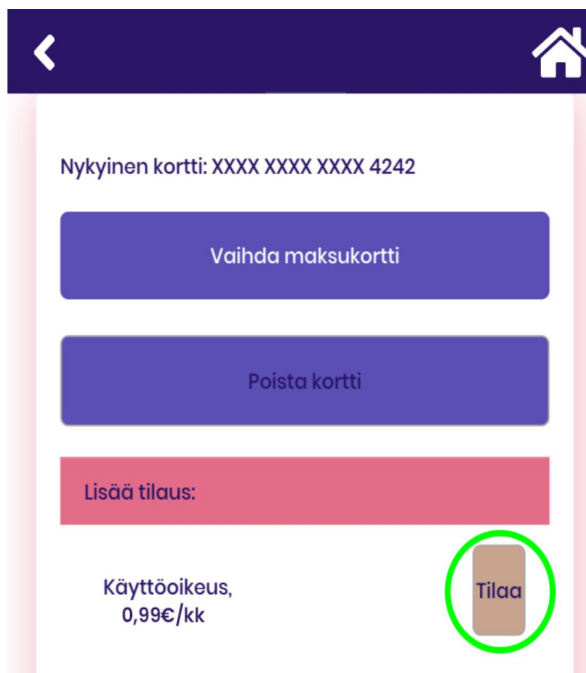 Nykyinen kortti: XXXX XXXX XXXX 4242
Vaihda maksukortti
Poista kortti
Lisää tilaus:
Käyttöoikeus,
0,99€/kk
Tilaa